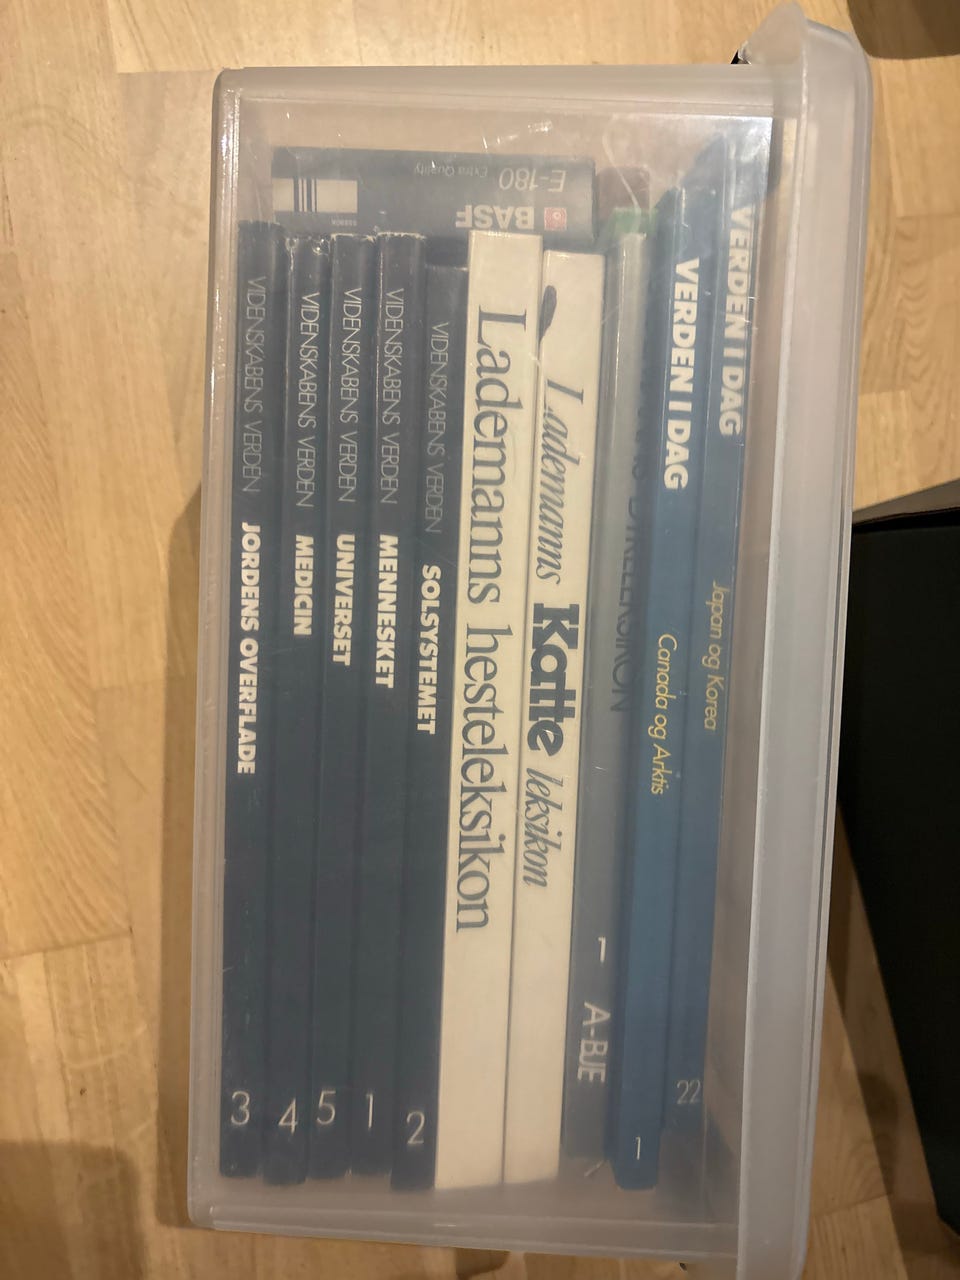 E-180 Extra Quality
BASF
VIDENSKABENS VERDEN JORDENS OVERFLADE 3
VIDENSKABENS VERDEN MEDICIN 4
VIDENSKABENS VERDEN UNIVERSET 5
VIDENSKABENS VERDEN MENNESKET 1
VIDENSKABENS VERDEN SOLSYSTEMET 2
Lademanns hesteleksikon
Lademanns Katte leksikon
DYRELEKSIKON 1 A-BJE
VERDEN I DAG Canada og Arktis 1
VERDEN I DAG Japan og Korea 22